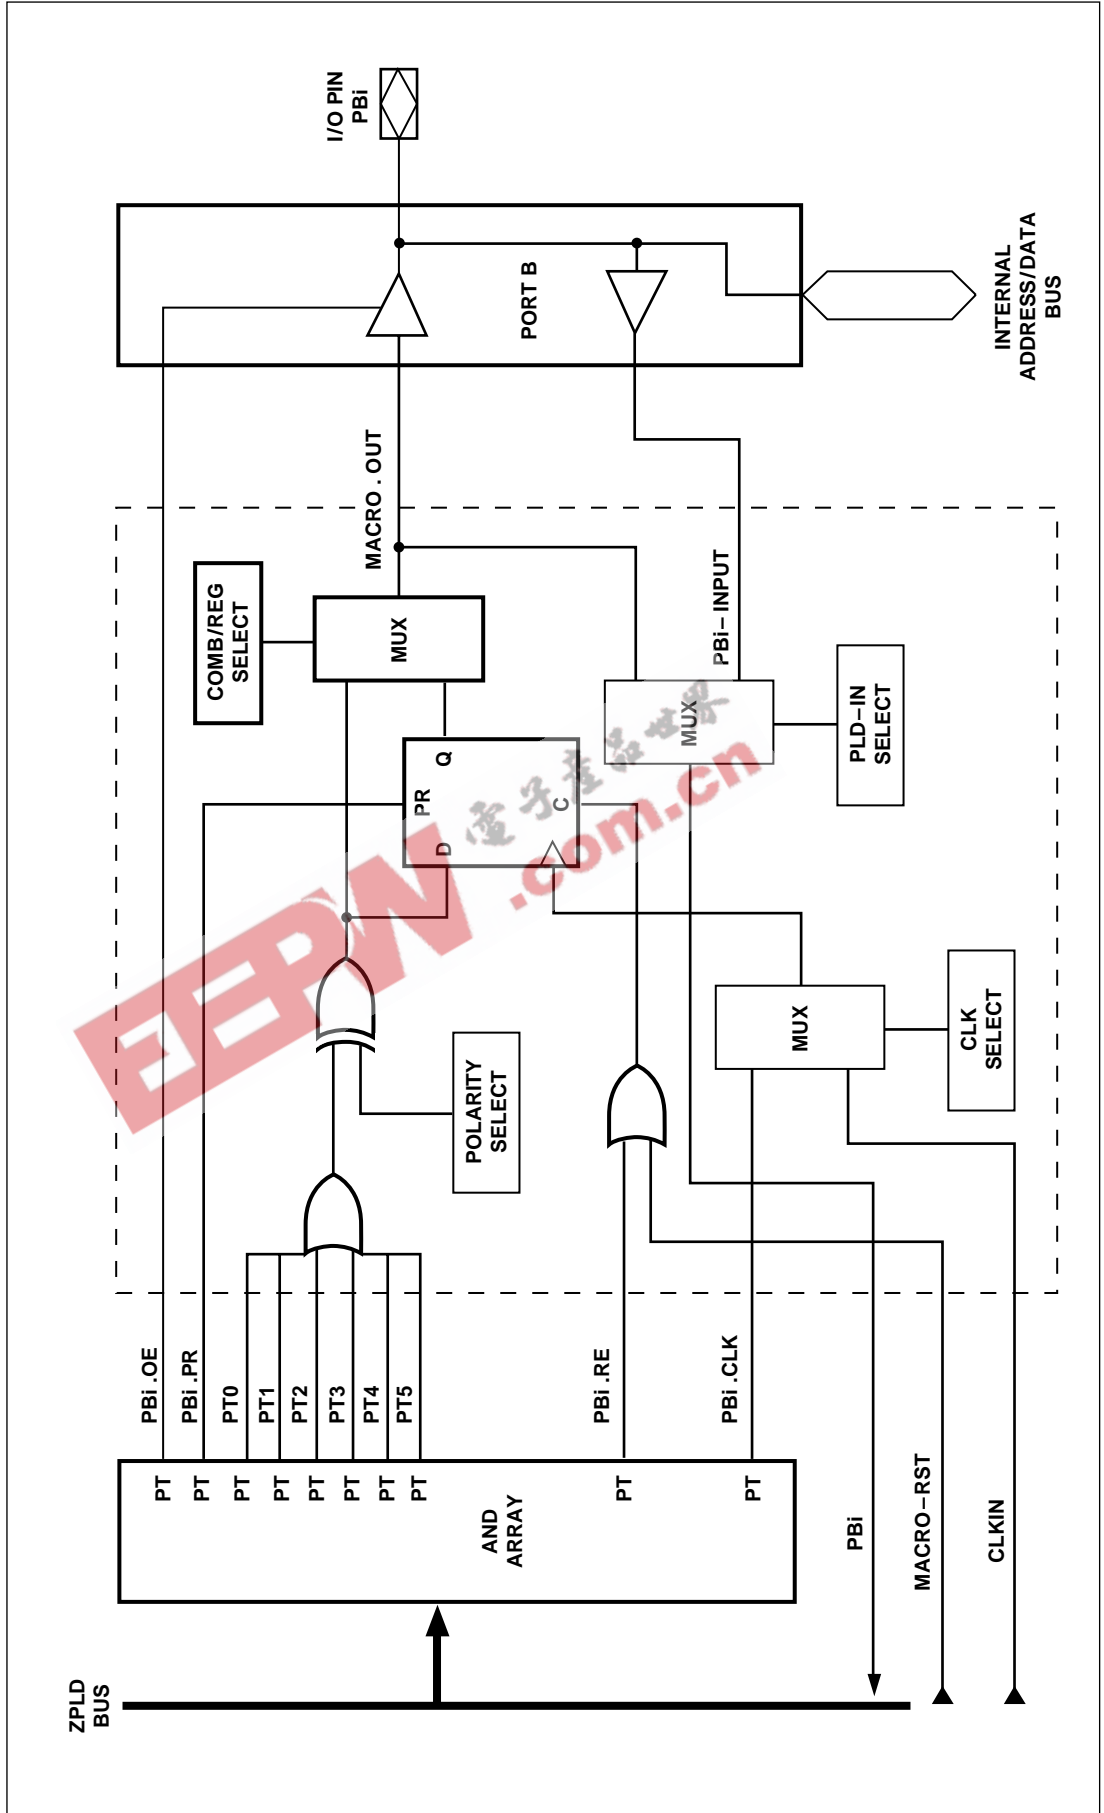 ZPLD
BUS
AND
ARRAY
PT
PT
PT
PT
PT
PT
PT
PT
PT
PT
PBi .OE
PBi .PR
PT0
PT1
PT2
PT3
PT4
PT5
PBi .RE
PBi .CLK
PBi
MACRO–RST
CLKIN
POLARITY
SELECT
D
PR
Q
C
MUX
CLK
SELECT
COMB/REG
SELECT
MUX
MUX
PLD–IN
SELECT
MACRO . OUT
PBi– INPUT
PORT B
I/O PIN
PBi
INTERNAL
ADDRESS/DATA
BUS
EEPW
電子產品世界
.com.cn